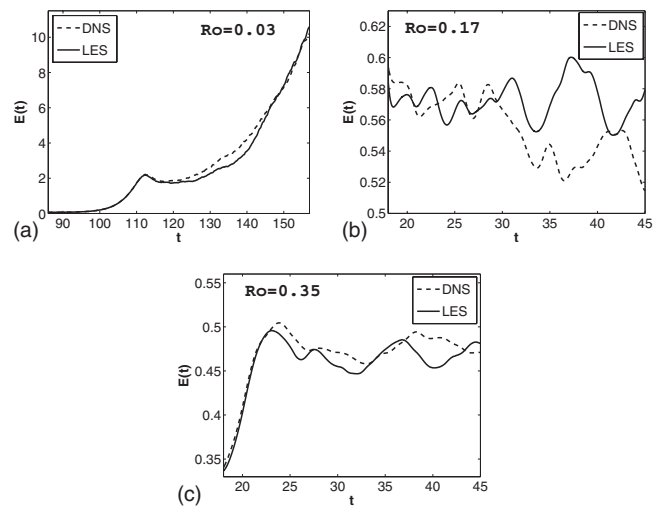 DNS
LES
Ro=0.03
E(t)
10
8
6
4
2
0
90 100 110 120 130 140 150
t
(a)
Ro=0.17
DNS
LES
E(t)
0.62
0.6
0.58
0.56
0.54
0.52
0.5
20 25 30 35 40 45
t
(b)
Ro=0.35
DNS
LES
E(t)
0.55
0.5
0.45
0.4
0.35
20 25 30 35 40 45
t
(c)